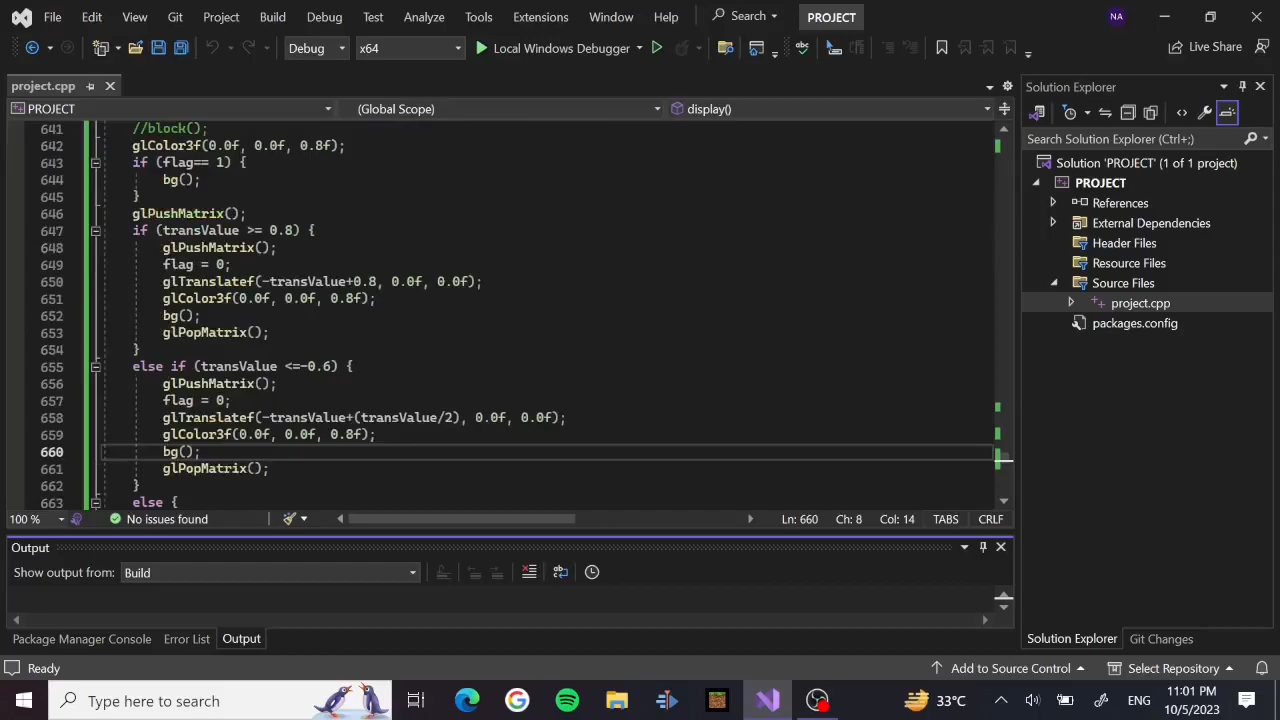 File Edit View Git Project Build Debug Test Analyze Tools Extensions Window Help Search PROJECT NA
Debug x64 Local Windows Debugger Live Share
project.cpp
PROJECT (Global Scope) display()
641 //block();
642 glColor3f(0.0f, 0.0f, 0.8f);
643 if (flag== 1) {
644 bg();
645 }
646 glPushMatrix();
647 if (transValue >= 0.8) {
648 glPushMatrix();
649 flag = 0;
650 glTranslatef(-transValue+0.8, 0.0f, 0.0f);
651 glColor3f(0.0f, 0.0f, 0.8f);
652 bg();
653 glPopMatrix();
654 }
655 else if (transValue <=-0.6) {
656 glPushMatrix();
657 flag = 0;
658 glTranslatef(-transValue+(transValue/2), 0.0f, 0.0f);
659 glColor3f(0.0f, 0.0f, 0.8f);
660 bg();
661 glPopMatrix();
662 }
663 else {
100 % No issues found Ln: 660 Ch: 8 Col: 14 TABS CRLF
Output
Show output from: Build
Package Manager Console Error List Output
Solution Explorer
Search Solution Explorer (Ctrl+;)
Solution 'PROJECT' (1 of 1 project)
PROJECT
References
External Dependencies
Header Files
Resource Files
Source Files
project.cpp
packages.config
Solution Explorer Git Changes
Ready Add to Source Control Select Repository
Type here to search 33°C ENG 11:01 PM
10/5/2023